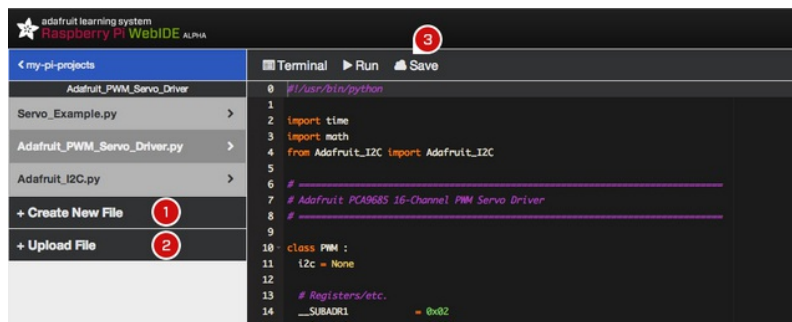 adafruit learning system
Raspberry Pi WebIDE ALPHA
3
< my-pi-projects
Terminal Run Save
Adafruit_PWM_Servo_Driver
Servo_Example.py >
Adafruit_PWM_Servo_Driver.py >
Adafruit_I2C.py >
+ Create New File 1
+ Upload File 2
0 #!/usr/bin/python
1
2 import time
3 import math
4 from Adafruit_I2C import Adafruit_I2C
5
6 # ============================================================================
7 # Adafruit PCA9685 16-Channel PWM Servo Driver
8 # ============================================================================
9
10 class PWM :
11 i2c = None
12
13 # Registers/etc.
14 __SUBADR1 = 0x02